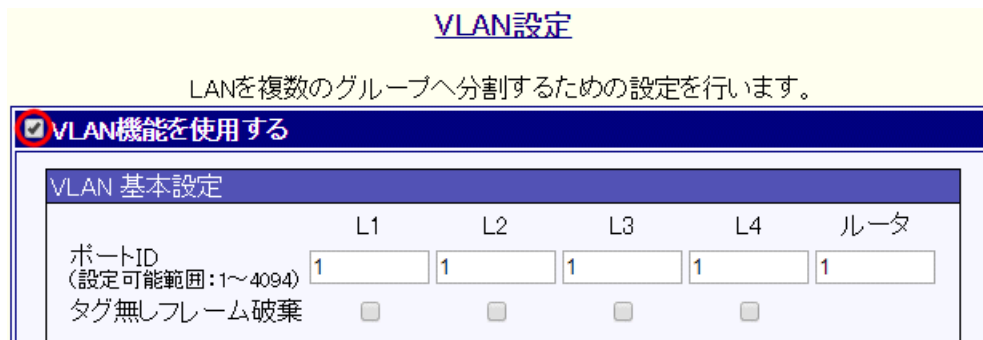 VLAN設定
LANを複数のグループへ分割するための設定を行います。
VLAN機能を使用する
VLAN 基本設定
L1 L2 L3 L4 ルータ
ポートID 1 1 1 1 1
(設定可能範囲:1～4094)
タグ無しフレーム破棄